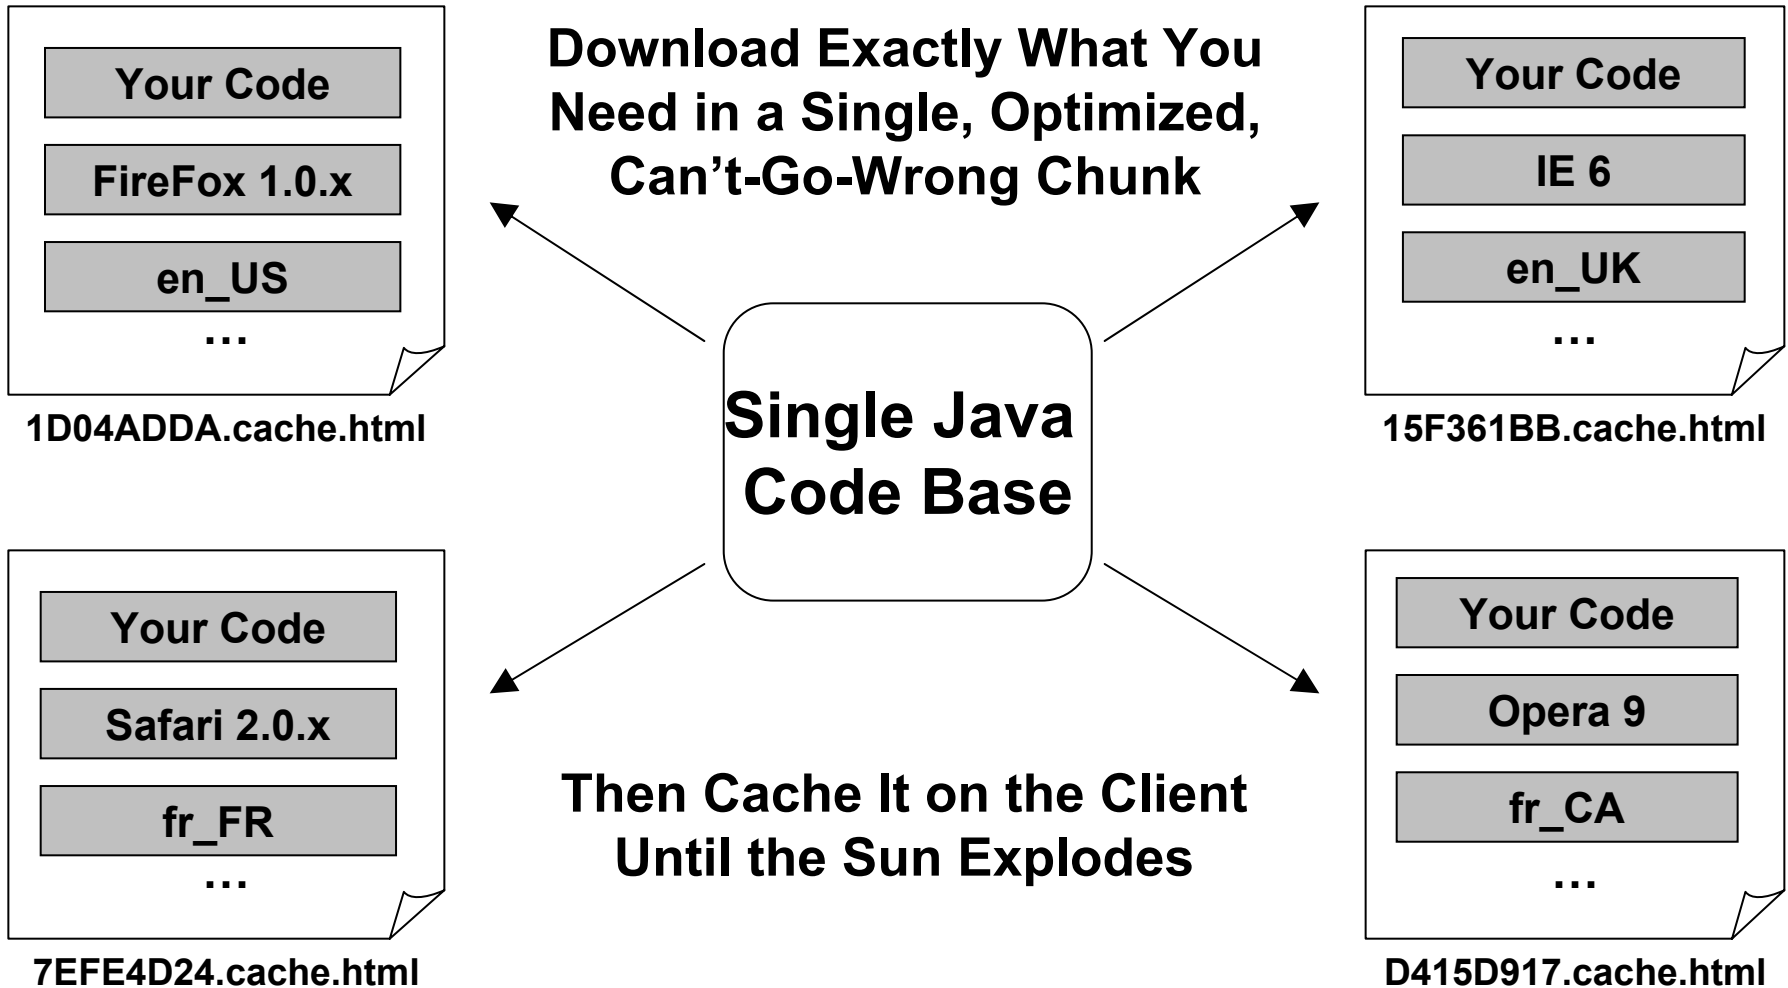 Your Code
FireFox 1.0.x
en_US
...
1D04ADDA.cache.html
Download Exactly What You
Need in a Single, Optimized,
Can’t-Go-Wrong Chunk
Your Code
IE 6
en_UK
...
15F361BB.cache.html
Single Java
Code Base
Your Code
Safari 2.0.x
fr_FR
...
7EFE4D24.cache.html
Then Cache It on the Client
Until the Sun Explodes
Your Code
Opera 9
fr_CA
...
D415D917.cache.html